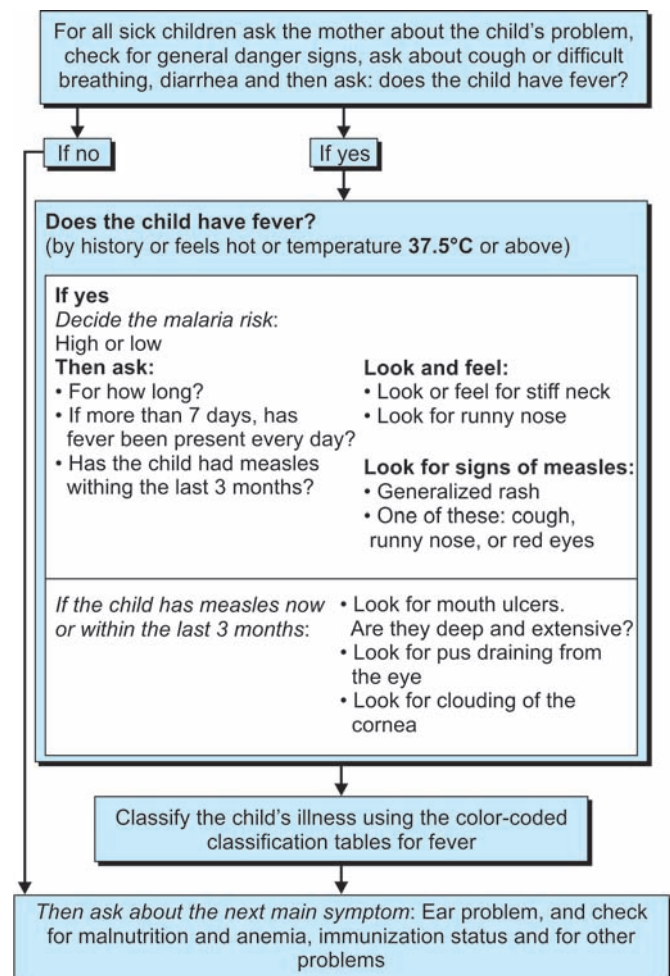 For all sick children ask the mother about the child's problem,
check for general danger signs, ask about cough or difficult
breathing, diarrhea and then ask: does the child have fever?
If no
If yes
Does the child have fever?
(by history or feels hot or temperature 37.5°C or above)
If yes
Decide the malaria risk:
High or low
Then ask:
• For how long?
• If more than 7 days, has
fever been present every day?
• Has the child had measles
withing the last 3 months?
Look and feel:
• Look or feel for stiff neck
• Look for runny nose
Look for signs of measles:
• Generalized rash
• One of these: cough,
runny nose, or red eyes
If the child has measles now
or within the last 3 months:
• Look for mouth ulcers.
Are they deep and extensive?
• Look for pus draining from
the eye
• Look for clouding of the
cornea
Classify the child's illness using the color-coded
classification tables for fever
Then ask about the next main symptom: Ear problem, and check
for malnutrition and anemia, immunization status and for other
problems